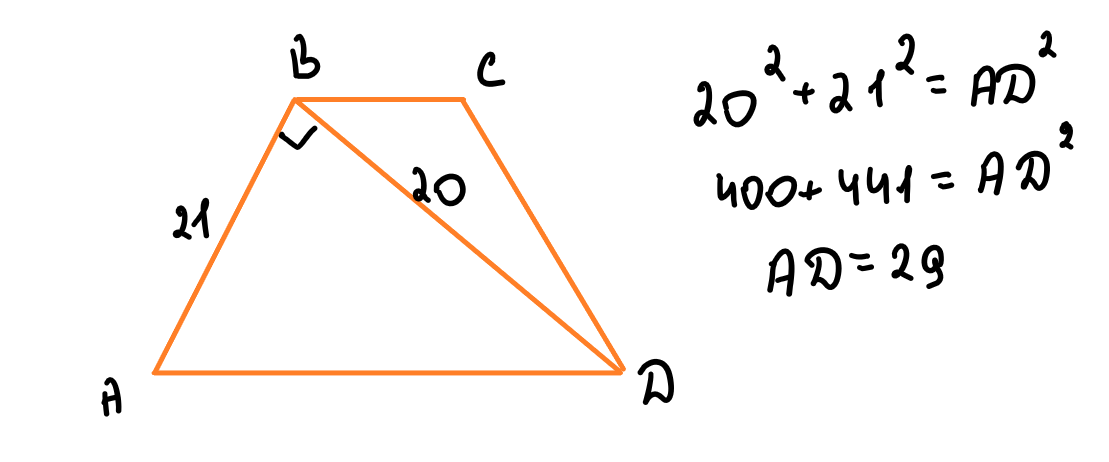 B C
20² + 21² = AD²
20
400 + 441 = AD²
21
AD = 29
A D